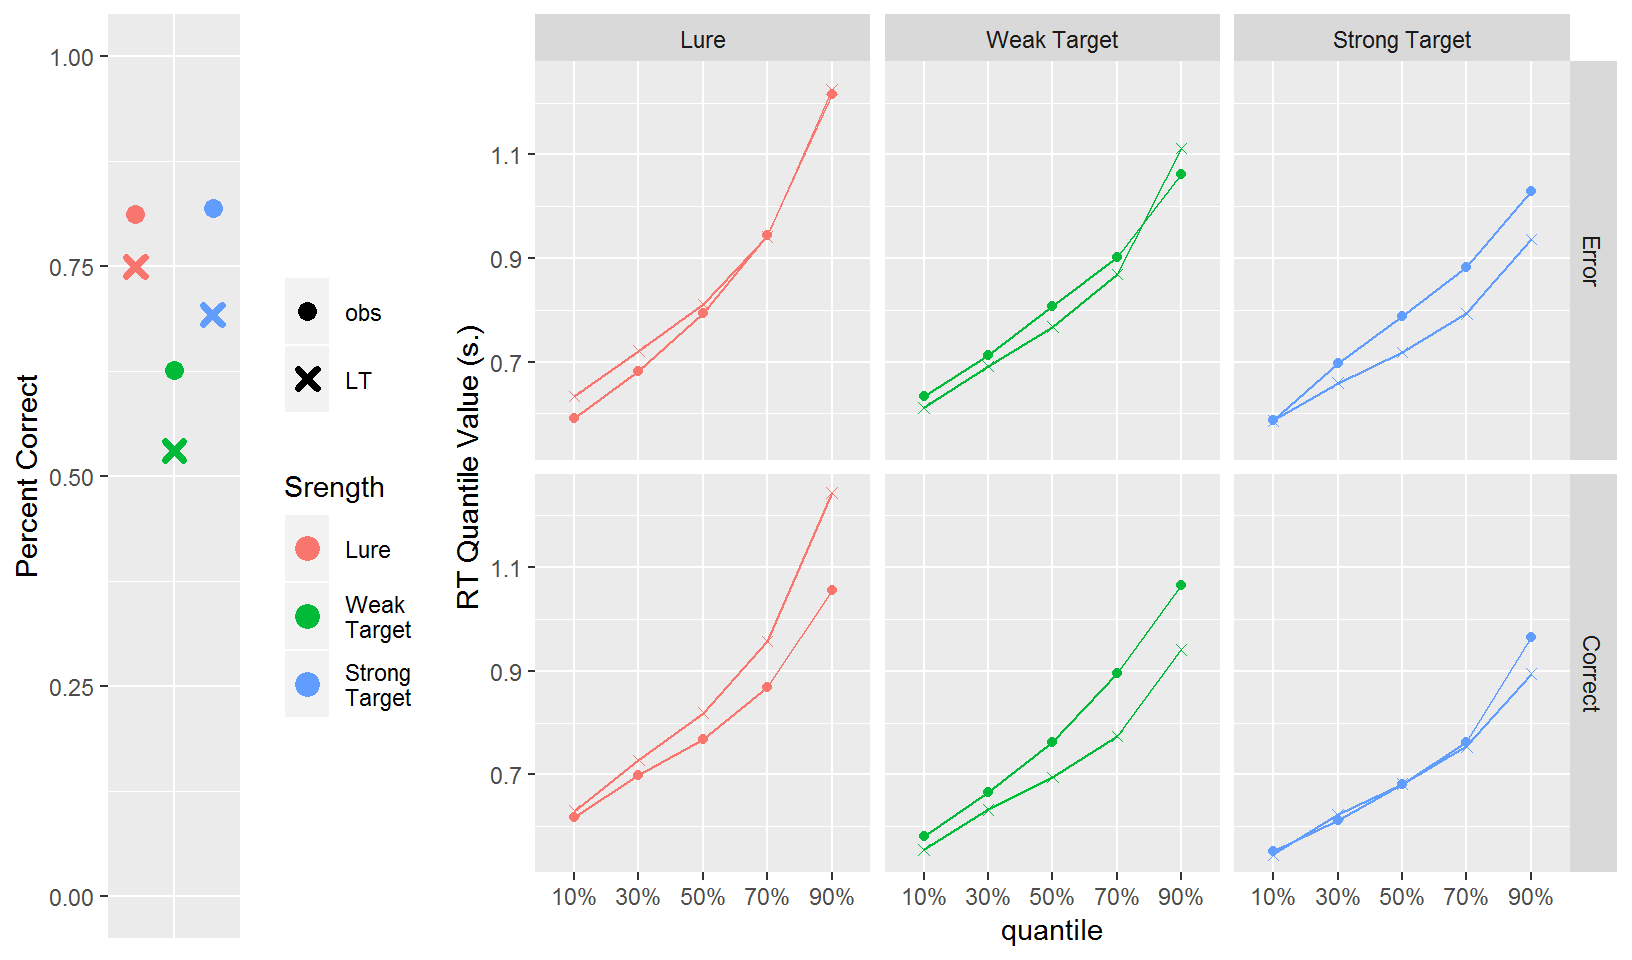 Percent Correct
1.00
0.75
0.50
0.25
0.00
obs
LT
Srength
Lure
Weak
Target
Strong
Target
RT Quantile Value (s.)
Lure
Weak Target
Strong Target
1.1
0.9
0.7
Error
1.1
0.9
0.7
Correct
10% 30% 50% 70% 90%
10% 30% 50% 70% 90%
10% 30% 50% 70% 90%
quantile